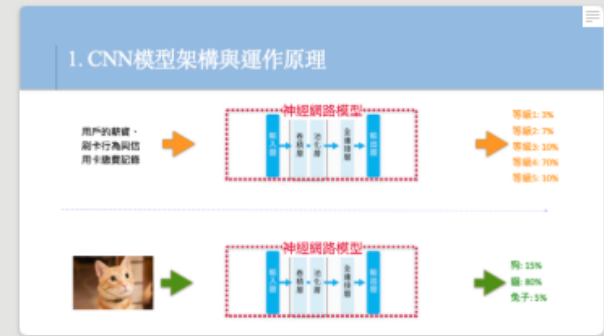 1. CNN模型架構與運作原理
用戶的薪資、
刷卡行為與信
用卡繳費記錄
神經網路模型
輸入層
卷積層
池化層
全連接層
輸出層
等級1: 3%
等級2: 7%
等級3: 10%
等級4: 70%
等級5: 10%
神經網路模型
輸入層
卷積層
池化層
全連接層
輸出層
狗: 15%
貓: 80%
兔子: 5%